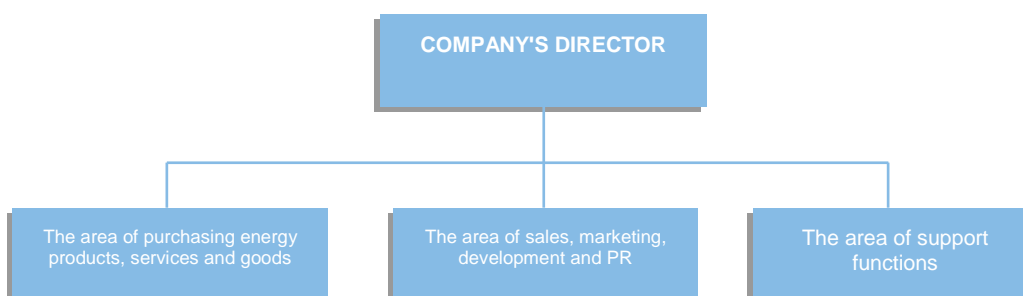 COMPANY'S DIRECTOR
The area of purchasing energy
products, services and goods
The area of sales, marketing,
development and PR
The area of support
functions